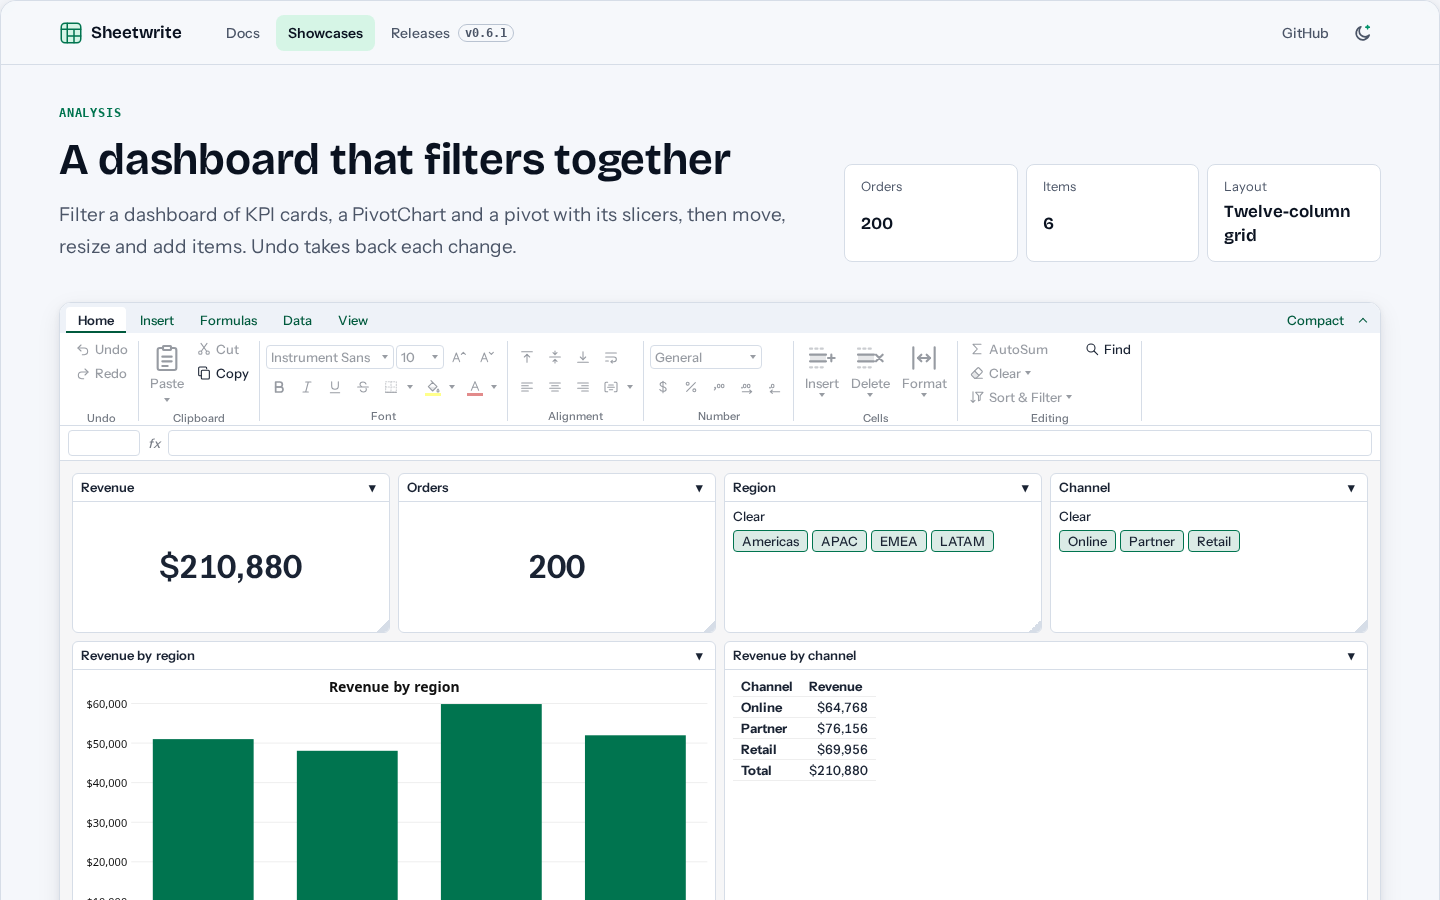 Sheetwrite
Docs
Showcases
Releases
v0.6.1
GitHub
ANALYSIS
A dashboard that filters together
Filter a dashboard of KPI cards, a PivotChart and a pivot with its slicers, then move,
resize and add items. Undo takes back each change.
Orders
200
Items
6
Layout
Twelve-column
grid
Home
Insert
Formulas
Data
View
Compact
Undo
Redo
Undo
Paste
Cut
Copy
Clipboard
Instrument Sans
10
Font
Alignment
General
Number
Insert
Delete
Format
Cells
AutoSum
Clear
Sort & Filter
Find
Editing
fx
Revenue
$210,880
Orders
200
Region
Clear
Americas
APAC
EMEA
LATAM
Channel
Clear
Online
Partner
Retail
Revenue by region
Revenue by region
$60,000
$50,000
$40,000
$30,000
$20,000
Revenue by channel
Channel Revenue
Online $64,768
Partner $76,156
Retail $69,956
Total $210,880